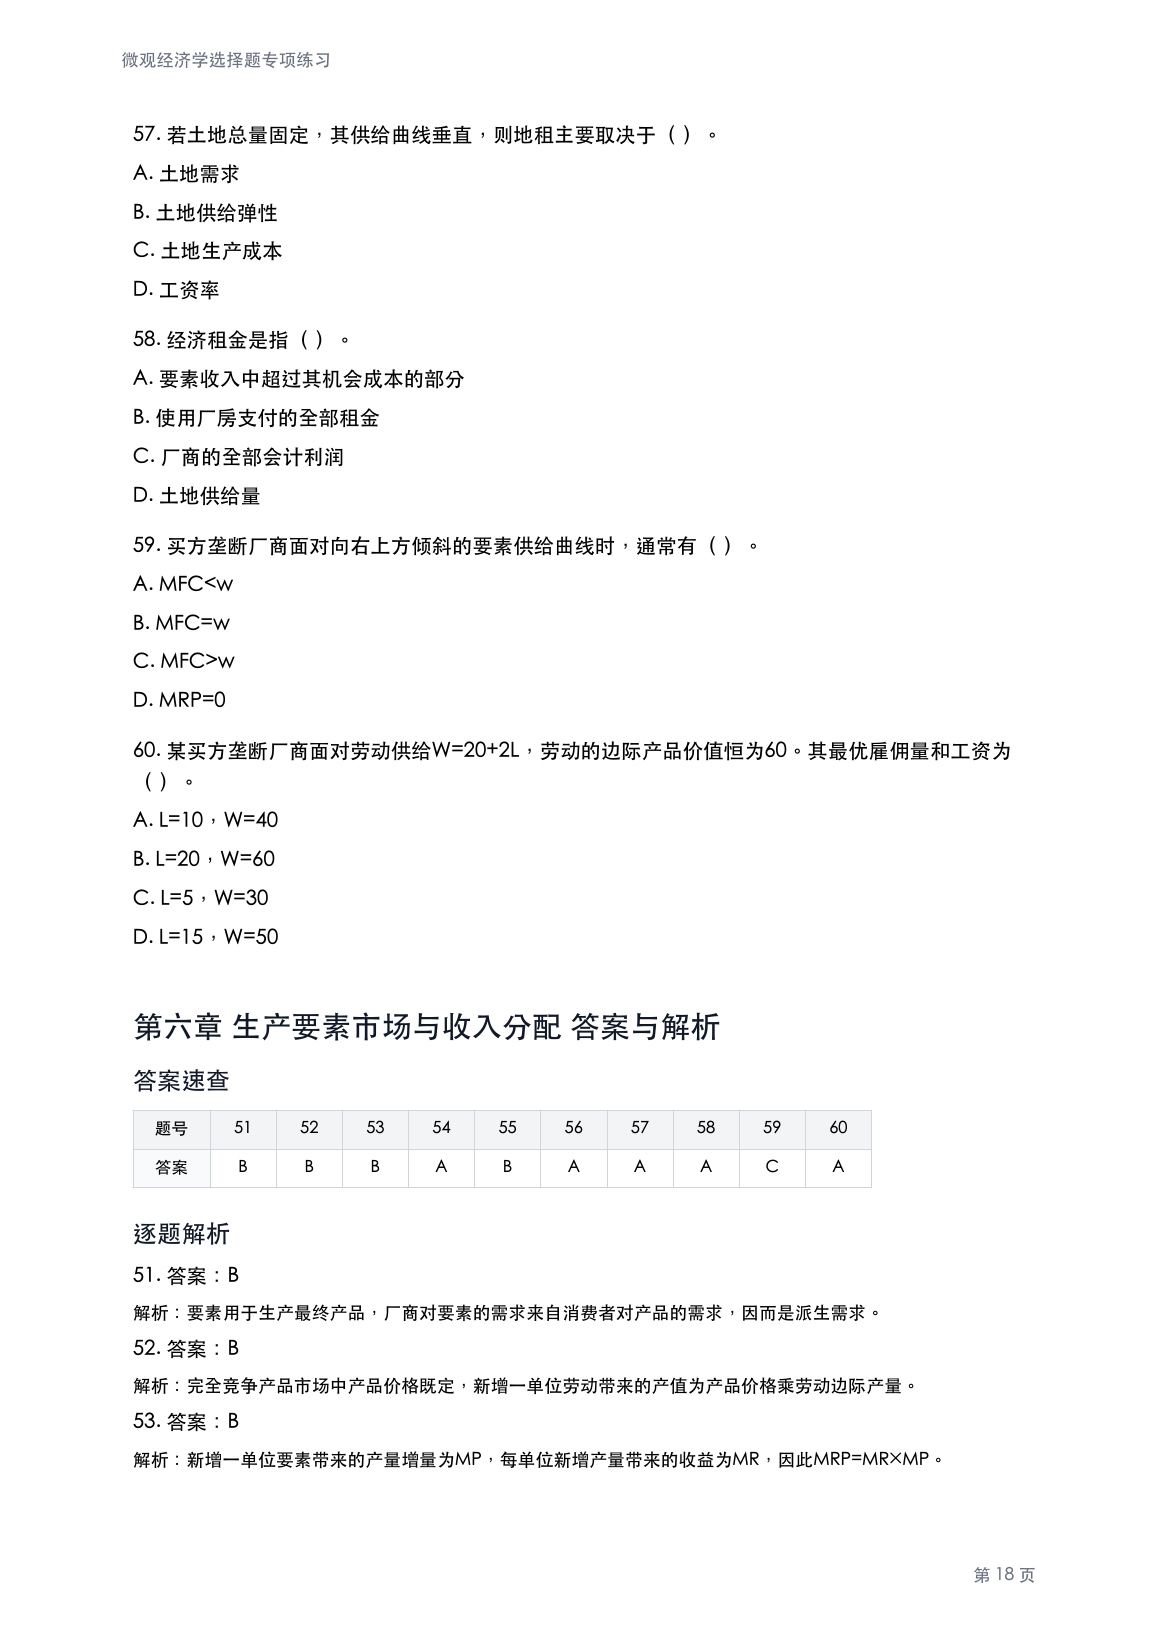 微观经济学选择题专项练习
57. 若土地总量固定，其供给曲线垂直，则地租主要取决于（ ）。
A. 土地需求
B. 土地供给弹性
C. 土地生产成本
D. 工资率
58. 经济租金是指（ ）。
A. 要素收入中超过其机会成本的部分
B. 使用厂房支付的全部租金
C. 厂商的全部会计利润
D. 土地供给量
59. 买方垄断厂商面对向右上方倾斜的要素供给曲线时，通常有（ ）。
A. MFC<w
B. MFC=w
C. MFC>w
D. MRP=0
60. 某买方垄断厂商面对劳动供给W=20+2L，劳动的边际产品价值恒为60。其最优雇佣量和工资为
（ ）。
A. L=10，W=40
B. L=20，W=60
C. L=5，W=30
D. L=15，W=50
第六章 生产要素市场与收入分配 答案与解析
答案速查
题号 51 52 53 54 55 56 57 58 59 60
答案 B B B A B A A A C A
逐题解析
51. 答案：B
解析：要素用于生产最终产品，厂商对要素的需求来自消费者对产品的需求，因而是派生需求。
52. 答案：B
解析：完全竞争产品市场中产品价格既定，新增一单位劳动带来的产值为产品价格乘劳动边际产量。
53. 答案：B
解析：新增一单位要素带来的产量增量为MP，每单位新增产量带来的收益为MR，因此MRP=MR×MP。
第 18 页